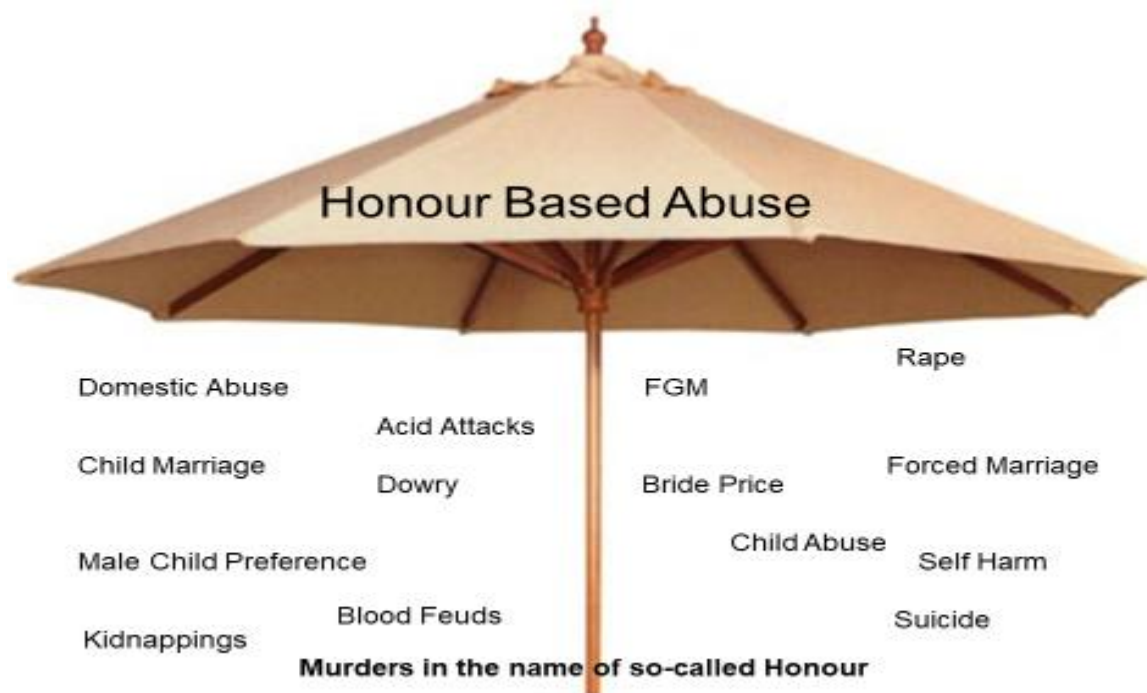 Honour Based Abuse
Rape
Domestic Abuse
FGM
Acid Attacks
Child Marriage
Forced Marriage
Dowry
Bride Price
Child Abuse
Male Child Preference
Self Harm
Blood Feuds
Suicide
Kidnappings
Murders in the name of so-called Honour